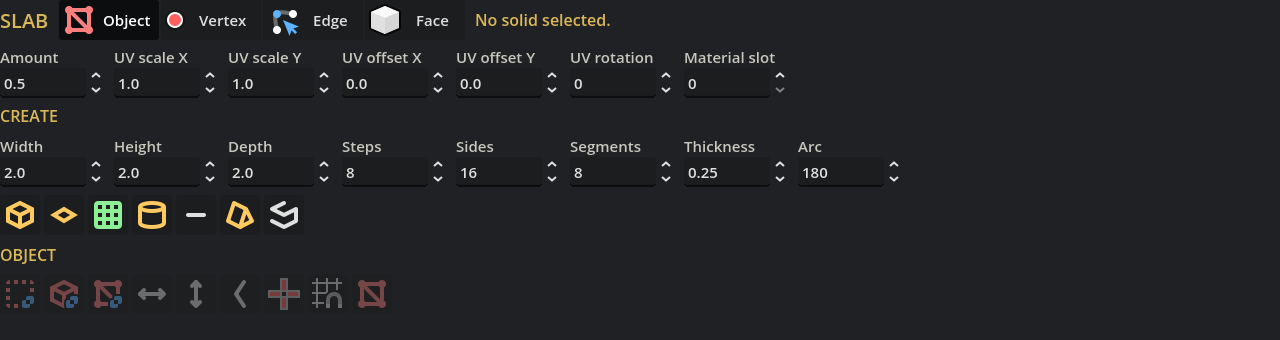 SLAB Object Vertex Edge Face No solid selected.
Amount UV scale X UV scale Y UV offset X UV offset Y UV rotation Material slot
0.5 1.0 1.0 0.0 0.0 0 0
CREATE
Width Height Depth Steps Sides Segments Thickness Arc
2.0 2.0 2.0 8 16 8 0.25 180
OBJECT